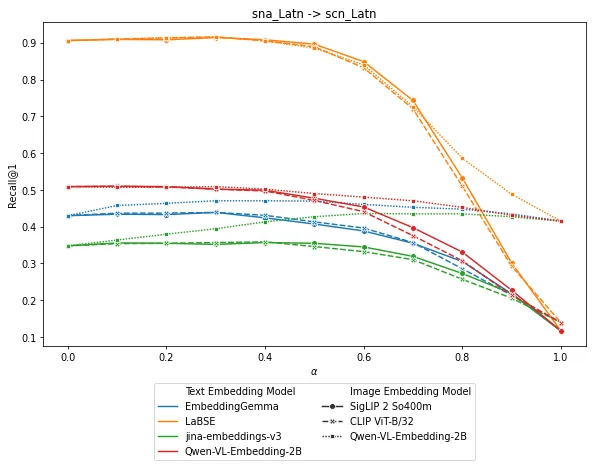 sna_Latn -> scn_Latn
0.9
0.8
0.7
0.6
0.5
0.4
0.3
0.2
0.1
Recall@1
0.0
0.2
0.4
0.6
0.8
1.0
α
Text Embedding Model
EmbeddingGemma
LaBSE
jina-embeddings-v3
Qwen-VL-Embedding-2B
Image Embedding Model
SigLIP 2 So400m
CLIP ViT-B/32
Qwen-VL-Embedding-2B